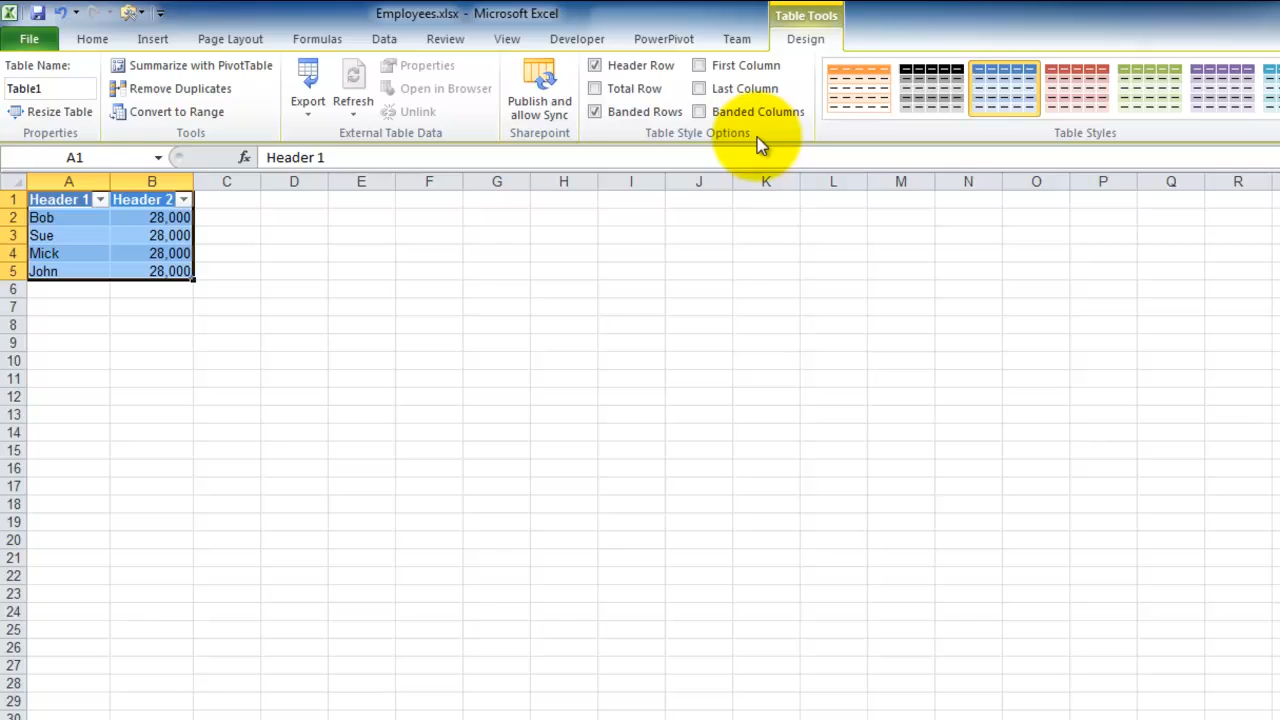 Employees.xlsx - Microsoft Excel
Table Tools
File Home Insert Page Layout Formulas Data Review View Developer PowerPivot Team Design
Table Name:
Table1
Resize Table
Properties
Summarize with PivotTable
Remove Duplicates
Convert to Range
Tools
Export
Refresh
Properties
Open in Browser
Unlink
External Table Data
Publish and
allow Sync
Sharepoint
Header Row
Total Row
Banded Rows
First Column
Last Column
Banded Columns
Table Style Options
Table Styles
A1 fx Header 1
A B C D E F G H I J K L M N O P Q R
1 Header 1 Header 2
2 Bob 28,000
3 Sue 28,000
4 Mick 28,000
5 John 28,000
6
7
8
9
10
11
12
13
14
15
16
17
18
19
20
21
22
23
24
25
26
27
28
29
30